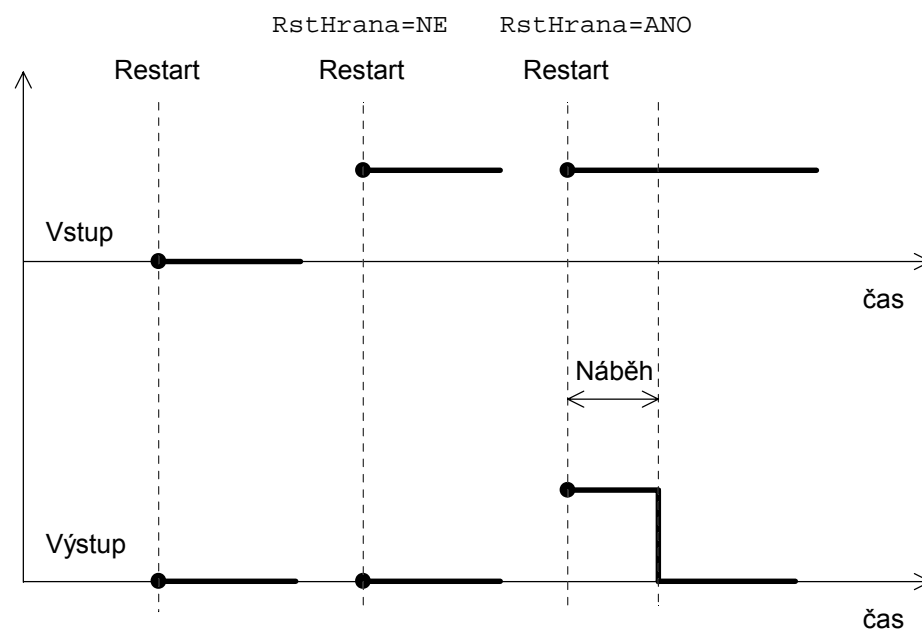 RstHrana=NE RstHrana=ANO
Restart Restart Restart
Vstup
čas
Náběh
Výstup
čas